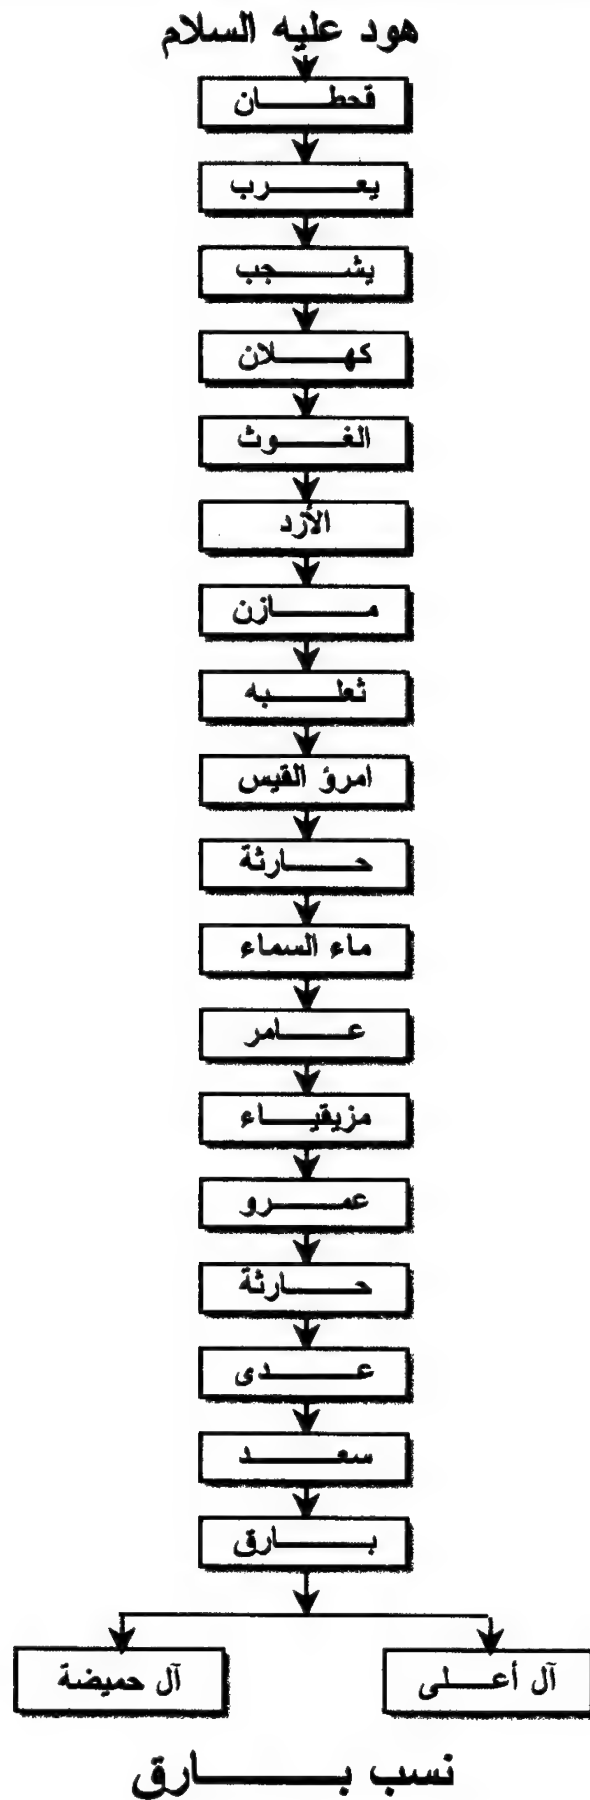 هود عليه السلام
قحطان
يعرب
يشجب
كهلان
الغوث
الأزد
مازن
ثعلبه
امرؤ القيس
حارثة
ماء السماء
عامر
مزيقياء
عمرو
حارثة
عدى
سعد
بارق
آل أعلى
آل حميضة
نسب بارق